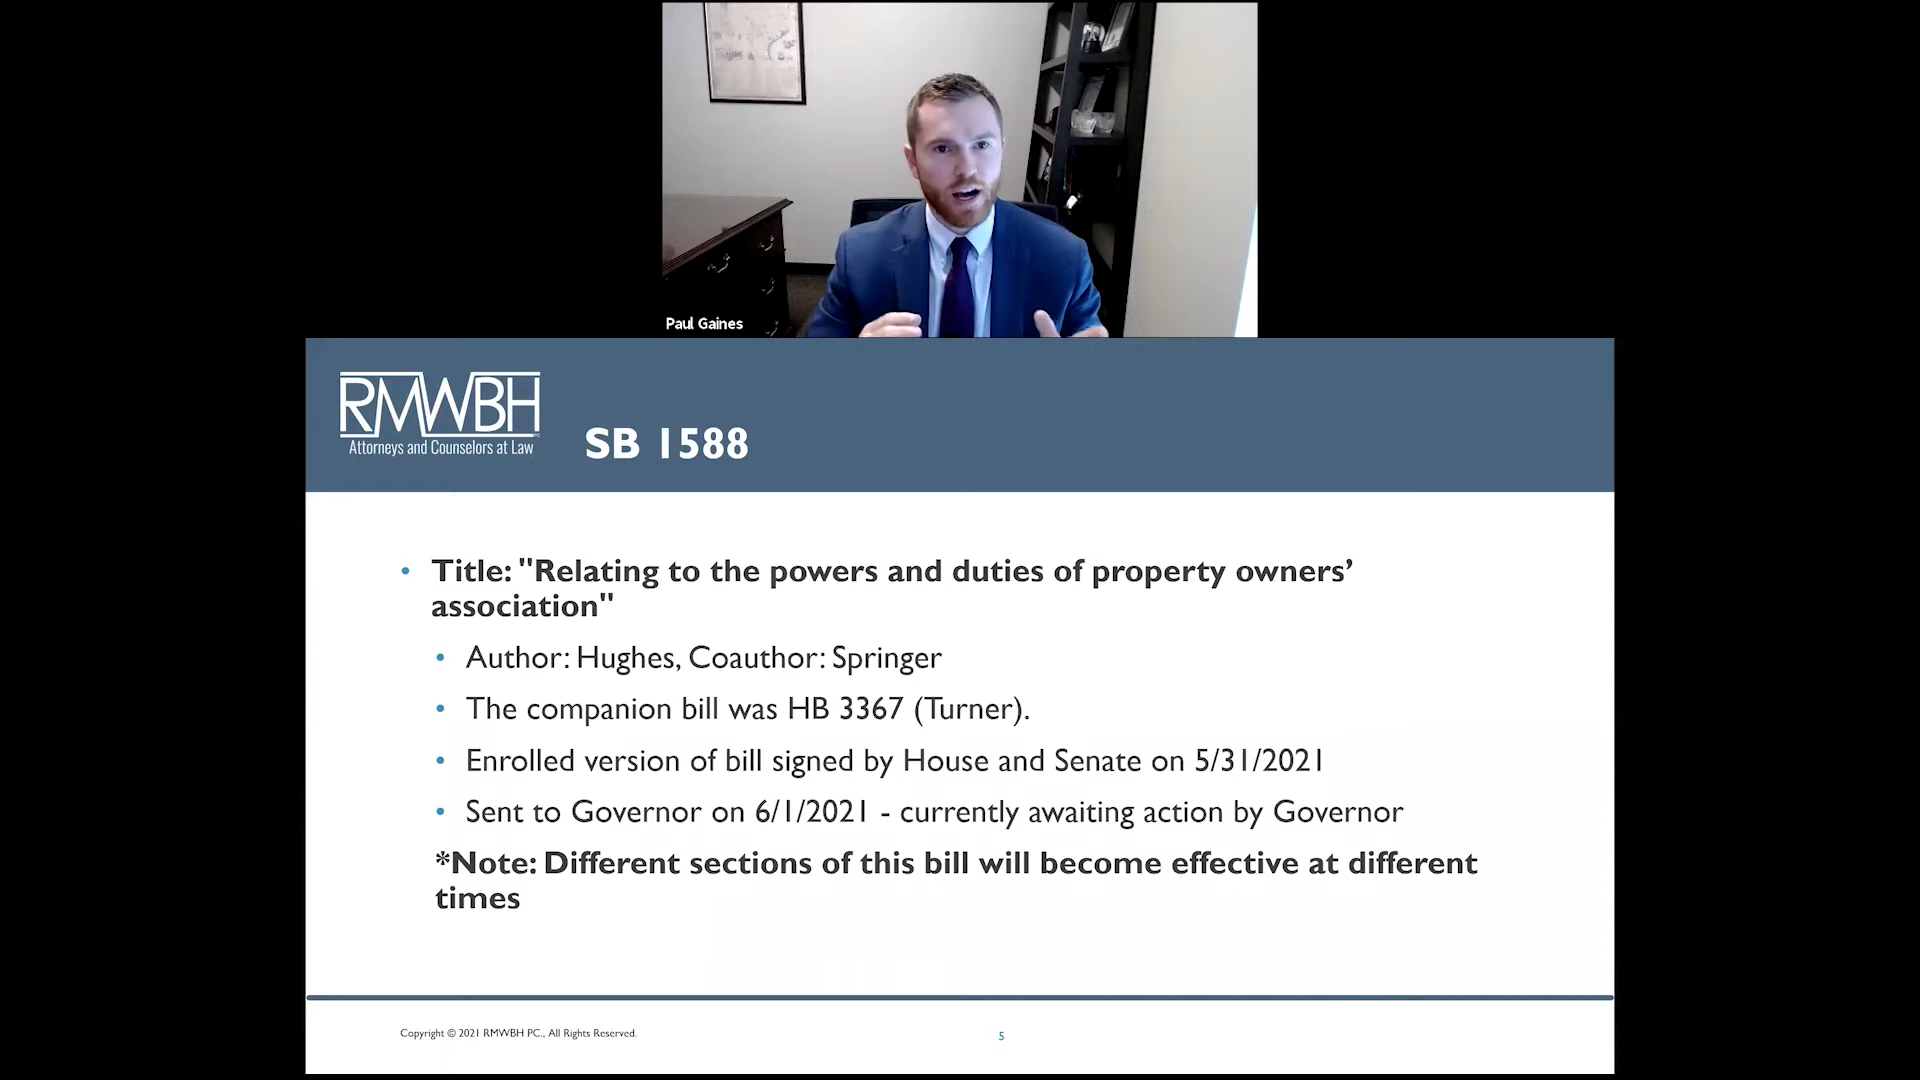 Paul Gaines
RMWBH
PC
Attorneys and Counselors at Law
SB 1588
• Title: "Relating to the powers and duties of property owners’
association"
• Author: Hughes, Coauthor: Springer
• The companion bill was HB 3367 (Turner).
• Enrolled version of bill signed by House and Senate on 5/31/2021
• Sent to Governor on 6/1/2021 - currently awaiting action by Governor
*Note: Different sections of this bill will become effective at different
times
Copyright © 2021 RMWBH PC., All Rights Reserved.
5